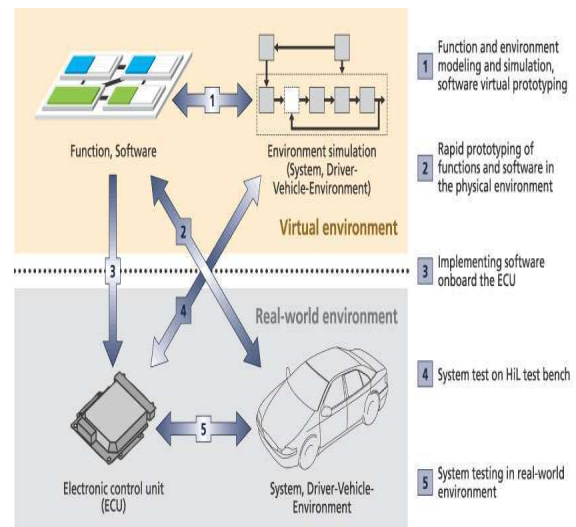 Function, Software
1
Environment simulation
(System, Driver-
Vehicle-Environment)
2
Virtual environment
3
4
Real-world environment
Electronic control unit
(ECU)
5
System, Driver-Vehicle-
Environment
1
Function and environment
modeling and simulation,
software virtual prototyping
2
Rapid prototyping of
functions and software in
the physical environment
3
Implementing software
onboard the ECU
4
System test on HiL test bench
5
System testing in real-world
environment